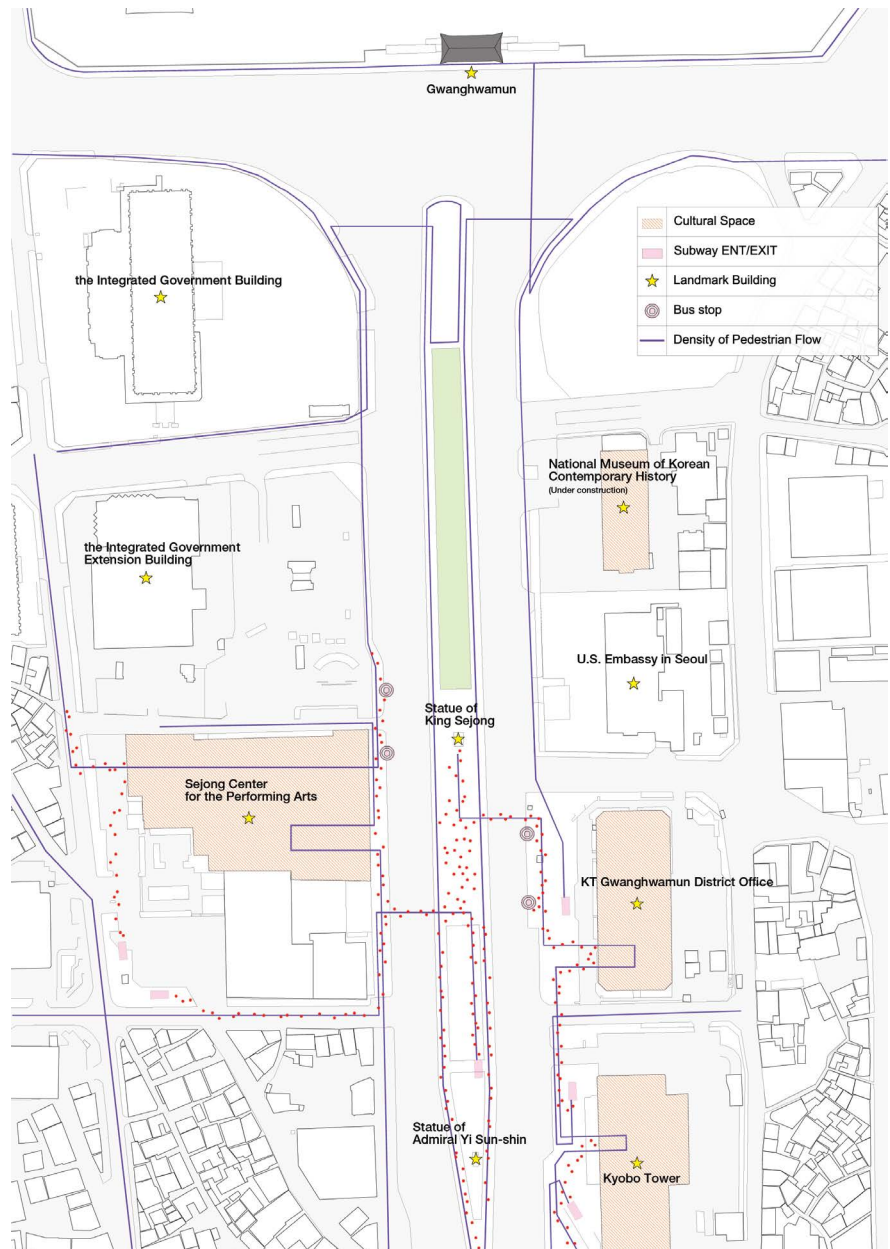 Gwanghwamun
Cultural Space
Subway ENT/EXIT
Landmark Building
Bus stop
Density of Pedestrian Flow
the Integrated Government Building
National Museum of Korean
Contemporary History
(Under construction)
the Integrated Government
Extension Building
U.S. Embassy in Seoul
Statue of
King Sejong
Sejong Center
for the Performing Arts
KT Gwanghwamun District Office
Statue of
Admiral Yi Sun-shin
Kyobo Tower